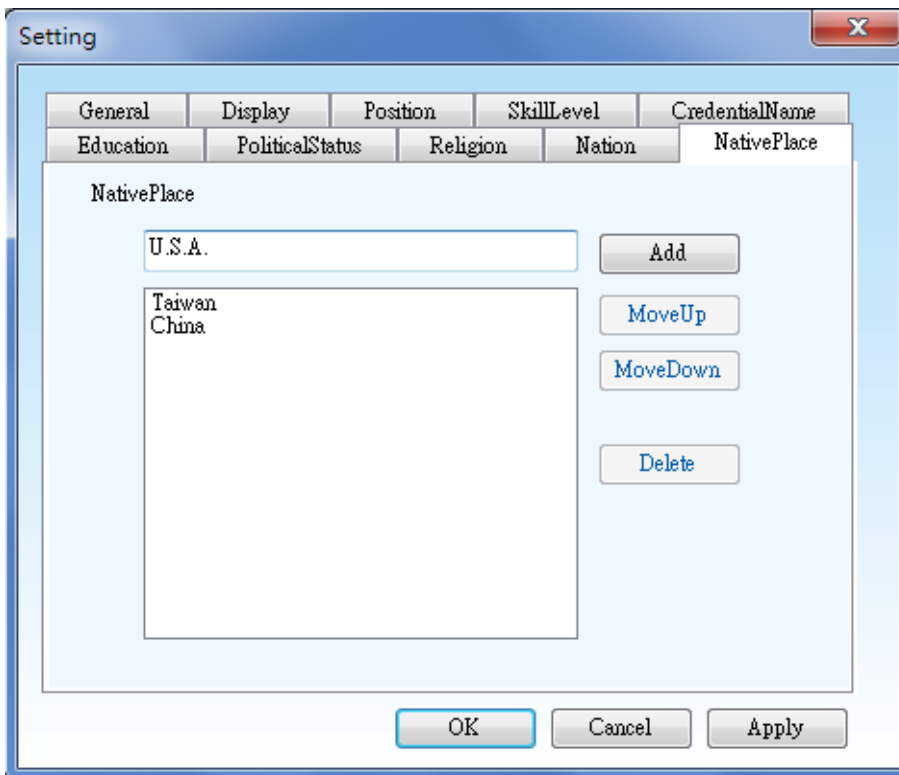 Setting
General Display Position SkillLevel CredentialName
Education PoliticalStatus Religion Nation NativePlace
NativePlace
U.S.A. Add
Taiwan
China
MoveUp
MoveDown
Delete
OK Cancel Apply